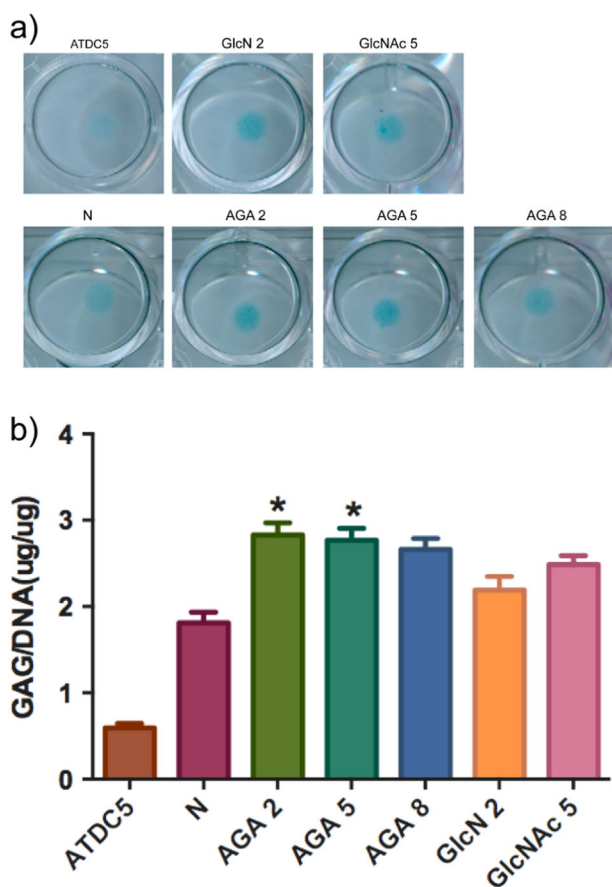 a)
ATDC5 GlcN 2 GlcNAc 5
N AGA 2 AGA 5 AGA 8
b)
GAG/DNA(ug/ug)
4
3
2
1
0
* *
ATDC5 N AGA 2 AGA 5 AGA 8 GlcN 2 GlcNAc 5